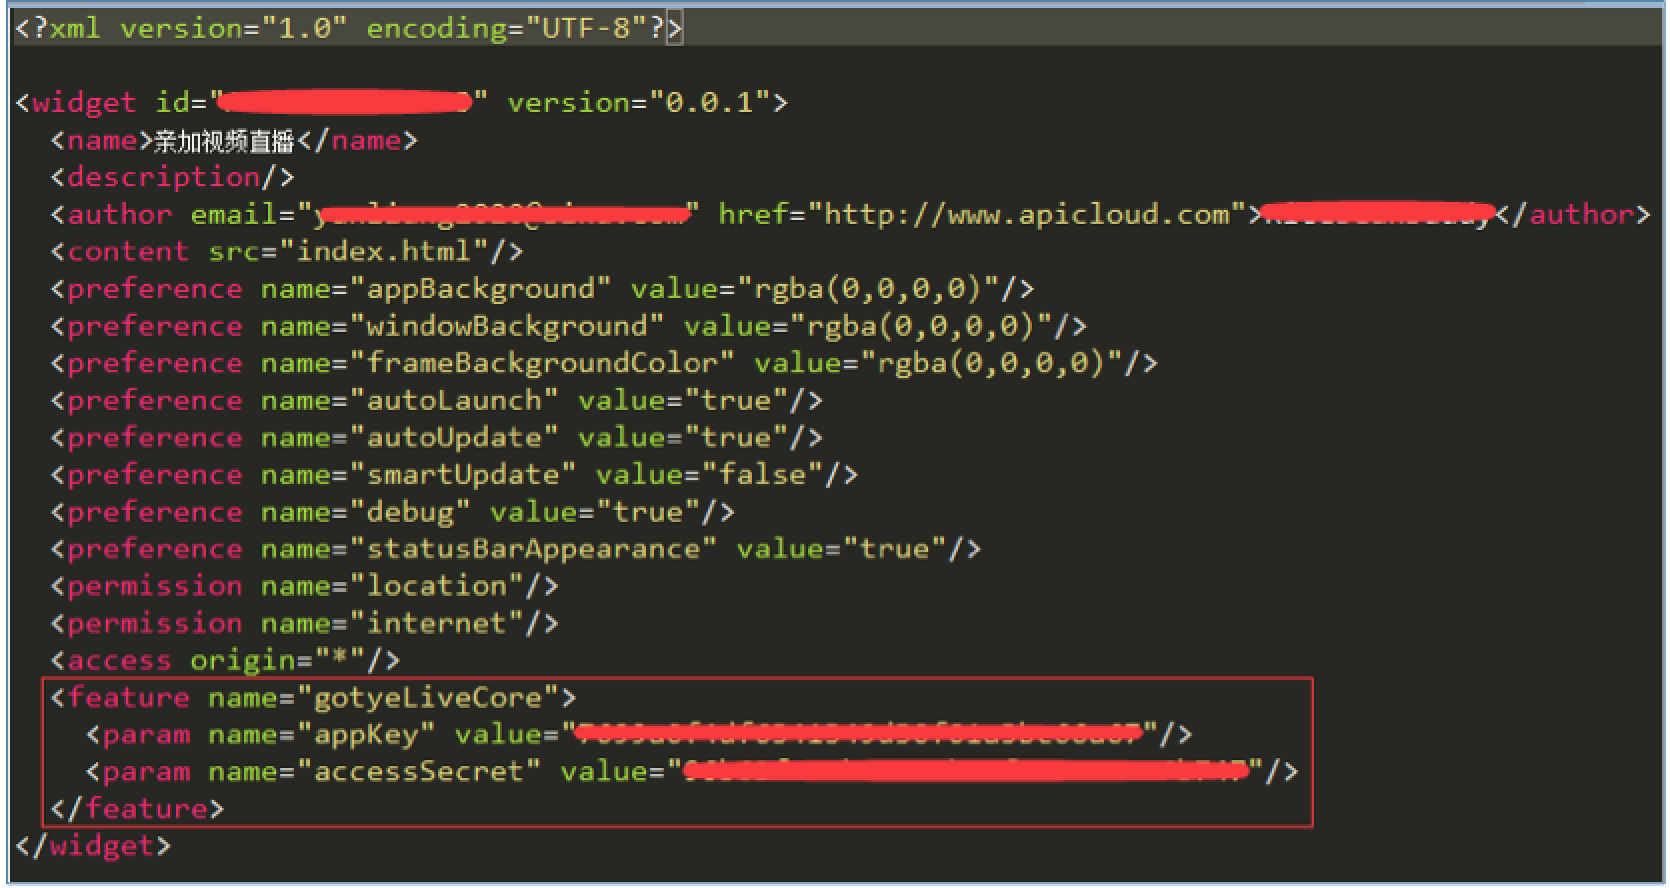 <?xml version="1.0" encoding="UTF-8"?>
<widget id="" version="0.0.1">
<name>亲加视频直播</name>
<description/>
<author email="" href="http://www.apicloud.com"></author>
<content src="index.html"/>
<preference name="appBackground" value="rgba(0,0,0,0)"/>
<preference name="windowBackground" value="rgba(0,0,0,0)"/>
<preference name="frameBackgroundColor" value="rgba(0,0,0,0)"/>
<preference name="autoLaunch" value="true"/>
<preference name="autoUpdate" value="true"/>
<preference name="smartUpdate" value="false"/>
<preference name="debug" value="true"/>
<preference name="statusBarAppearance" value="true"/>
<permission name="location"/>
<permission name="internet"/>
<access origin="*"/>
<feature name="gotyeLiveCore">
<param name="appKey" value=""/>
<param name="accessSecret" value=""/>
</feature>
</widget>